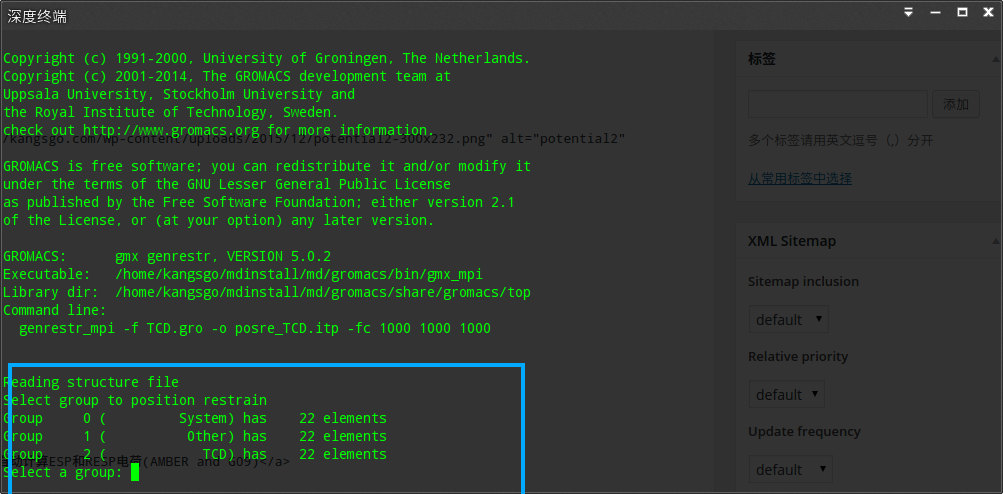 深度终端
Copyright (c) 1991-2000, University of Groningen, The Netherlands.
Copyright (c) 2001-2014, The GROMACS development team at
Uppsala University, Stockholm University and
the Royal Institute of Technology, Sweden.
check out http://www.gromacs.org for more information.
/kangsgo.com/wp-content/uploads/2015/12/potential2-300x232.png" alt="potential2"
GROMACS is free software; you can redistribute it and/or modify it
under the terms of the GNU Lesser General Public License
as published by the Free Software Foundation; either version 2.1
of the License, or (at your option) any later version.
GROMACS:      gmx genrestr, VERSION 5.0.2
Executable:   /home/kangsgo/mdinstall/md/gromacs/bin/gmx_mpi
Library dir:  /home/kangsgo/mdinstall/md/gromacs/share/gromacs/top
Command line:
  genrestr_mpi -f TCD.gro -o posre_TCD.itp -fc 1000 1000 1000
Reading structure file
Select group to position restrain
Group     0 (         System) has    22 elements
Group     1 (          Other) has    22 elements
Group     2 (            TCD) has    22 elements
计算ESP和RESP电荷(AMBER and G09)</a>
Select a group:
标签
添加
多个标签请用英文逗号（,）分开
从常用标签中选择
XML Sitemap
Sitemap inclusion
default
Relative priority
default
Update frequency
default